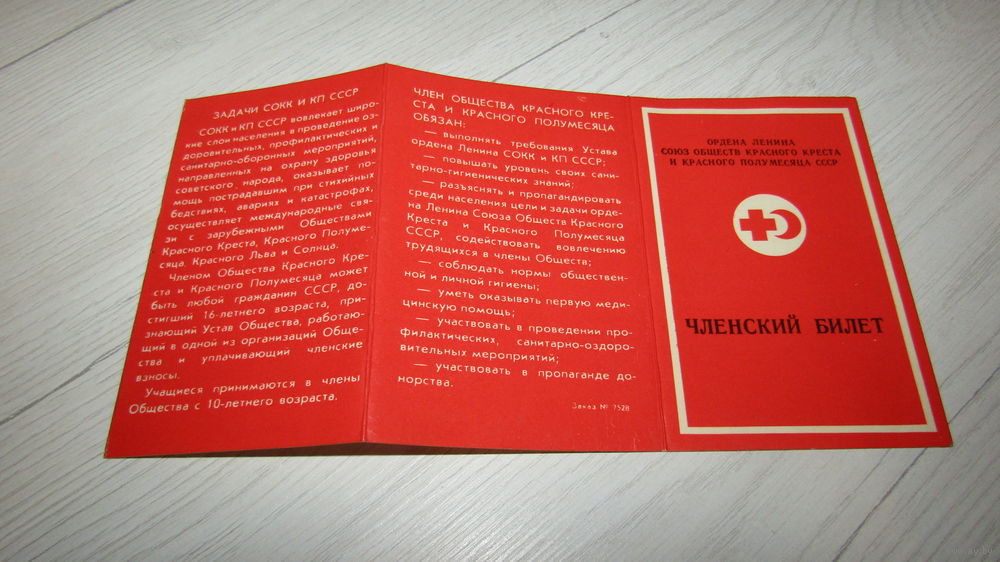 ЗАДАЧИ СОКК И КП СССР
СОКК и КП СССР вовлекает широ-
кие слои населения в проведение оз-
доровительных, профилактических и
санитарно-оборонных мероприятий,
направленных на охрану здоровья
советского народа, оказывает по-
мощь пострадавшим при стихийных
бедствиях, авариях и катастрофах,
осуществляет международные свя-
зи с зарубежными Обществами
Красного Креста, Красного Полуме-
сяца, Красного Льва и Солнца.
Членом Общества Красного Кре-
ста и Красного Полумесяца может
быть любой гражданин СССР, до-
стигший 16-летнего возраста, при-
знающий Устав Общества, работаю-
щий в одной из организаций Обще-
ства и уплачивающий членские
взносы.
Учащиеся принимаются в члены
Общества с 10-летнего возраста.
ЧЛЕН ОБЩЕСТВА КРАСНОГО КРЕ-
СТА И КРАСНОГО ПОЛУМЕСЯЦА
ОБЯЗАН:
— выполнять требования Устава
ордена Ленина СОКК и КП СССР;
— повышать уровень своих сани-
тарно-гигиенических знаний;
— разъяснять и пропагандировать
среди населения цели и задачи орде-
на Ленина Союза Обществ Красного
Креста и Красного Полумесяца
СССР, содействовать вовлечению
трудящихся в члены Обществ;
— соблюдать нормы обществен-
ной и личной гигиены;
— уметь оказывать первую меди-
цинскую помощь;
— участвовать в проведении про-
филактических, санитарно-оздоро-
вительных мероприятий;
— участвовать в пропаганде до-
норства.
Заказ № 7528
ОРДЕНА ЛЕНИНА
СОЮЗ ОБЩЕСТВ КРАСНОГО КРЕСТА
И КРАСНОГО ПОЛУМЕСЯЦА СССР
ЧЛЕНСКИЙ БИЛЕТ